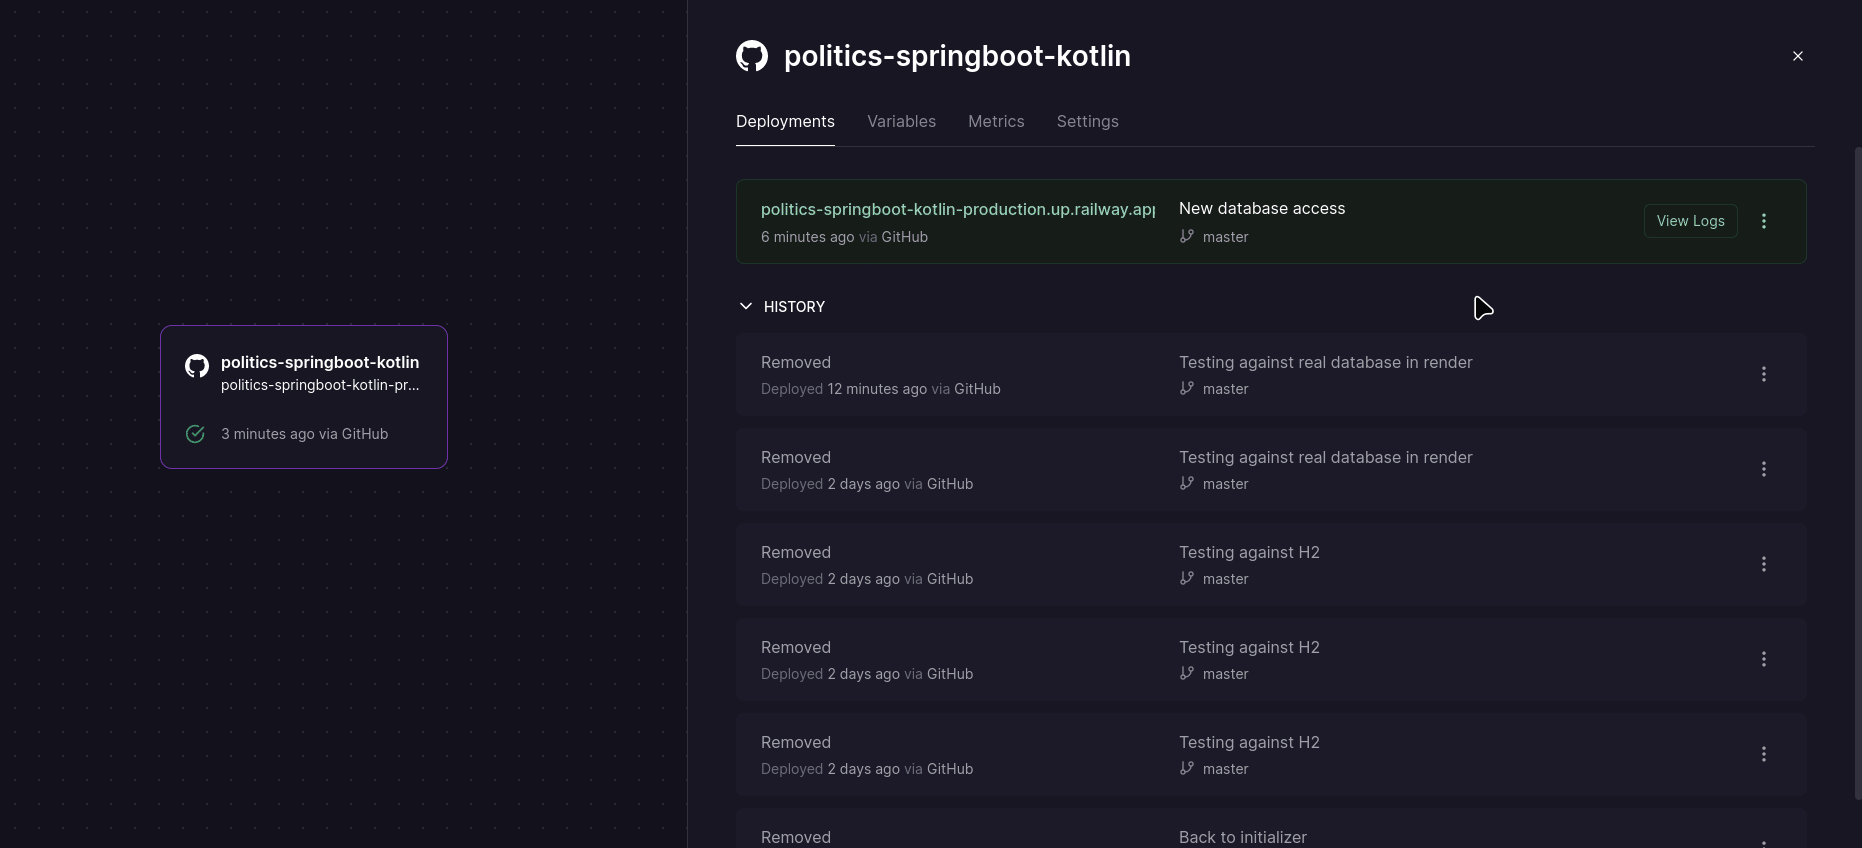 politics-springboot-kotlin
politics-springboot-kotlin-pr...
3 minutes ago via GitHub
politics-springboot-kotlin
Deployments Variables Metrics Settings
politics-springboot-kotlin-production.up.railway.app New database access
6 minutes ago via GitHub master
View Logs
HISTORY
Removed Testing against real database in render
Deployed 12 minutes ago via GitHub master
Removed Testing against real database in render
Deployed 2 days ago via GitHub master
Removed Testing against H2
Deployed 2 days ago via GitHub master
Removed Testing against H2
Deployed 2 days ago via GitHub master
Removed Testing against H2
Deployed 2 days ago via GitHub master
Removed Back to initializer